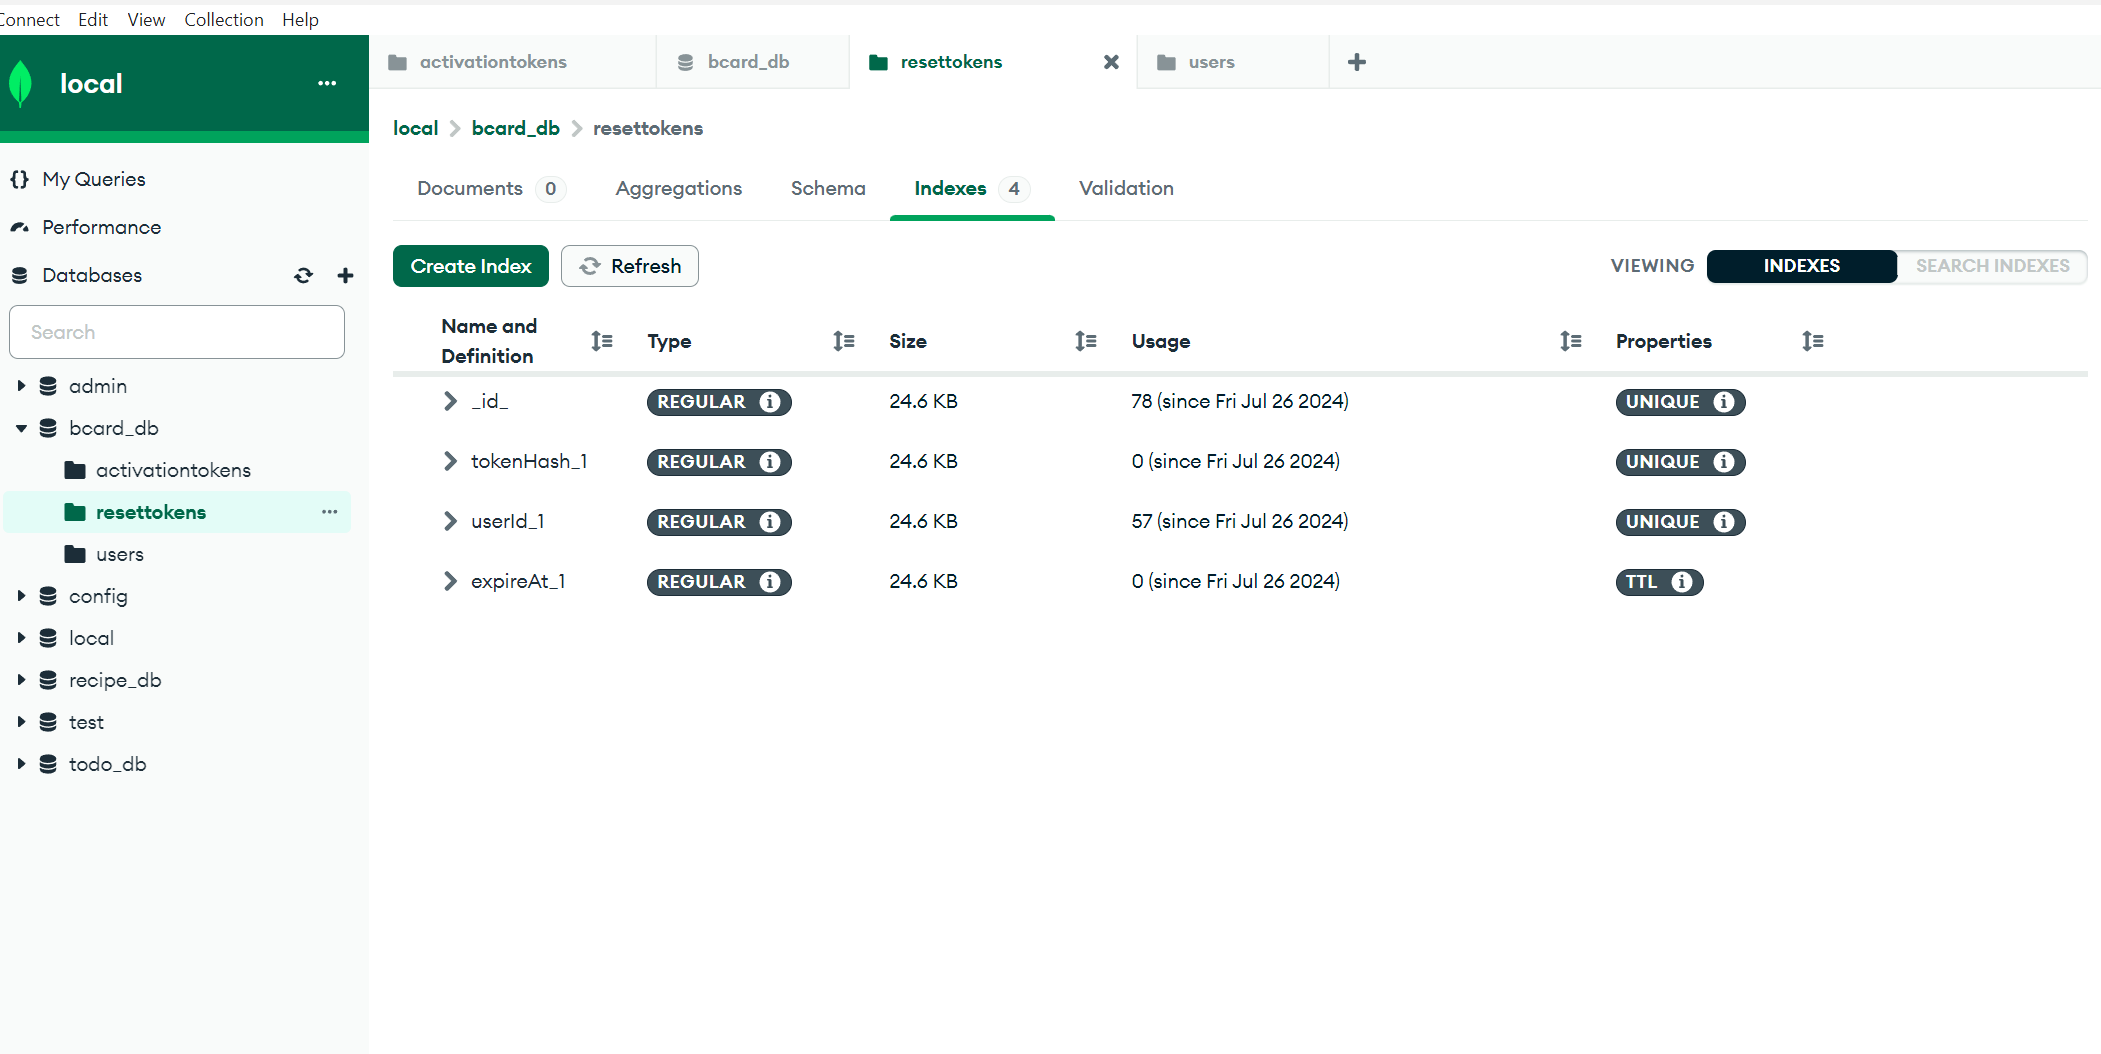 Connect Edit View Collection Help
local
My Queries
Performance
Databases
Search
admin
bcard_db
activationtokens
resettokens
users
config
local
recipe_db
test
todo_db
activationtokens bcard_db resettokens users
local bcard_db resettokens
Documents 0 Aggregations Schema Indexes 4 Validation
Create Index Refresh VIEWING INDEXES SEARCH INDEXES
Name and Definition Type Size Usage Properties
_id_ REGULAR 24.6 KB 78 (since Fri Jul 26 2024) UNIQUE
tokenHash_1 REGULAR 24.6 KB 0 (since Fri Jul 26 2024) UNIQUE
userId_1 REGULAR 24.6 KB 57 (since Fri Jul 26 2024) UNIQUE
expireAt_1 REGULAR 24.6 KB 0 (since Fri Jul 26 2024) TTL